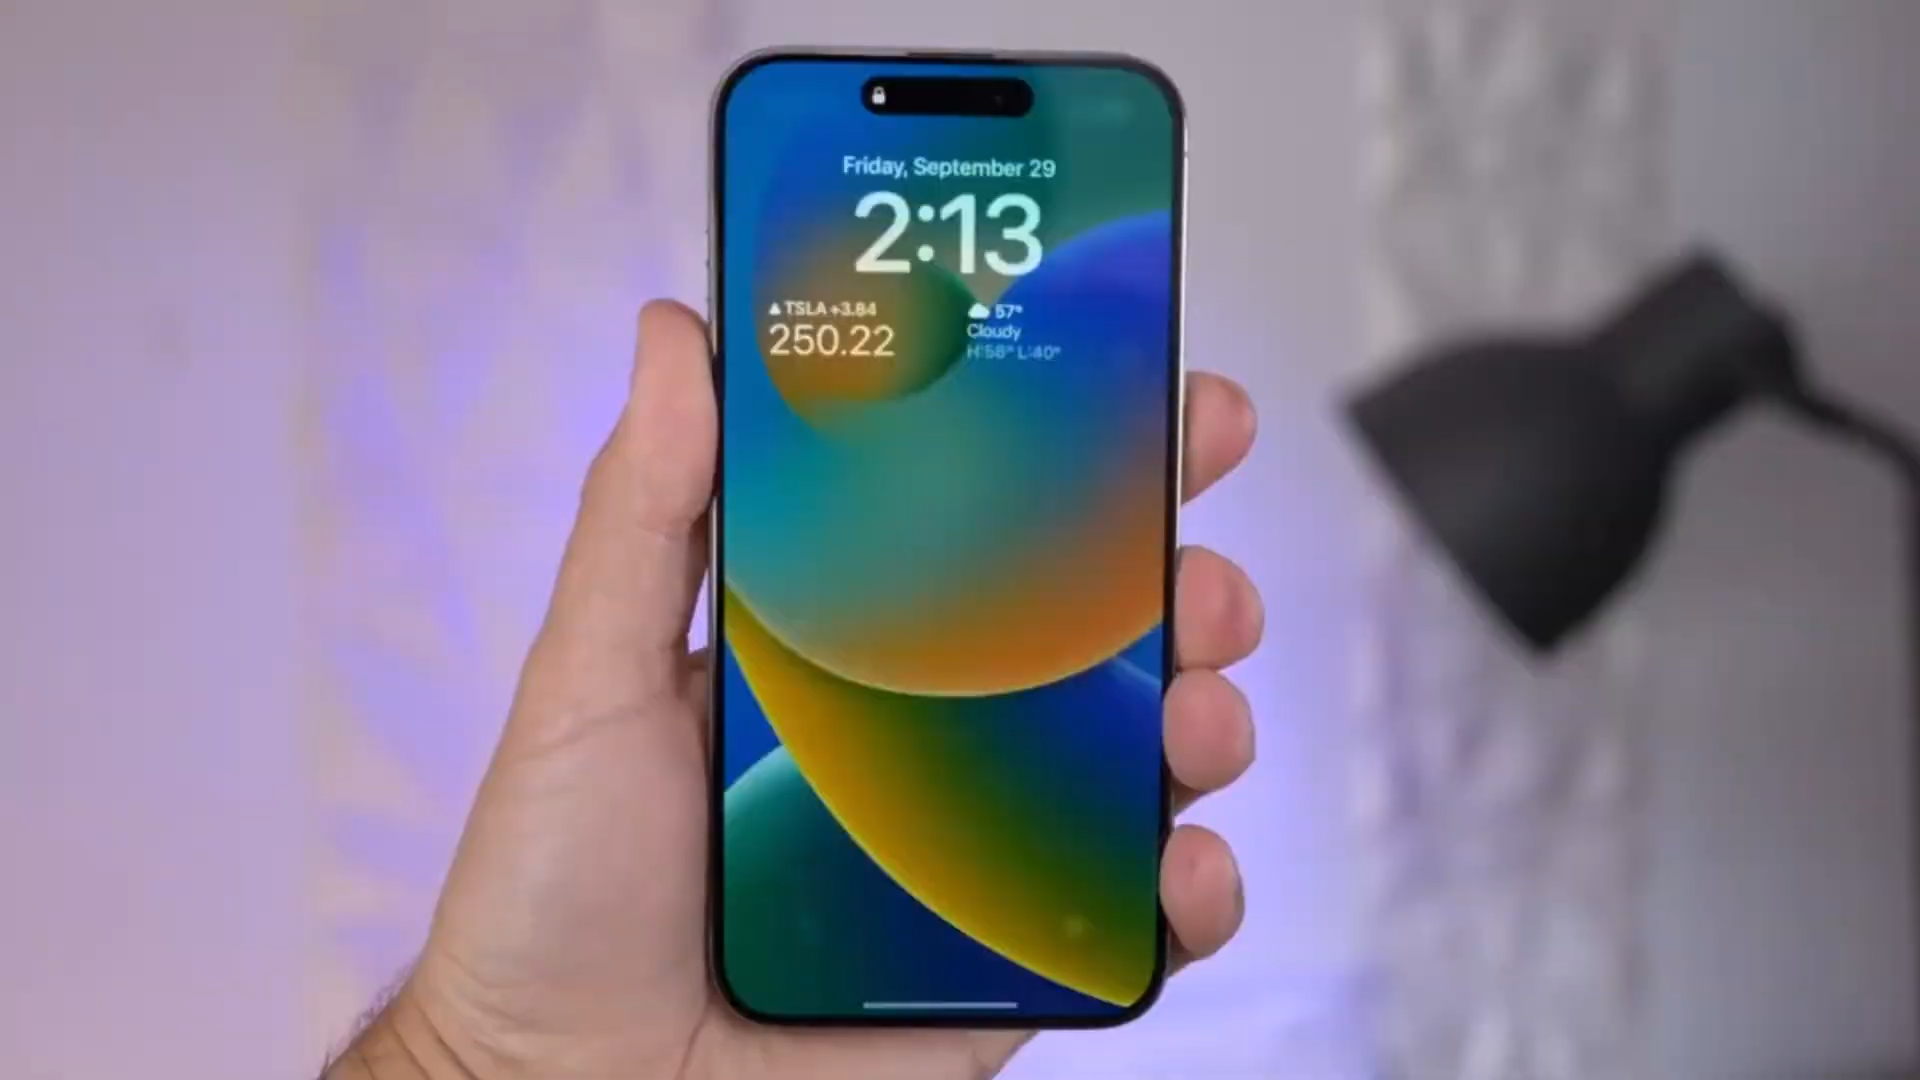 Friday, September 29
2:13
▲ TSLA +3.84
250.22
57°
Cloudy
H:58° L:40°